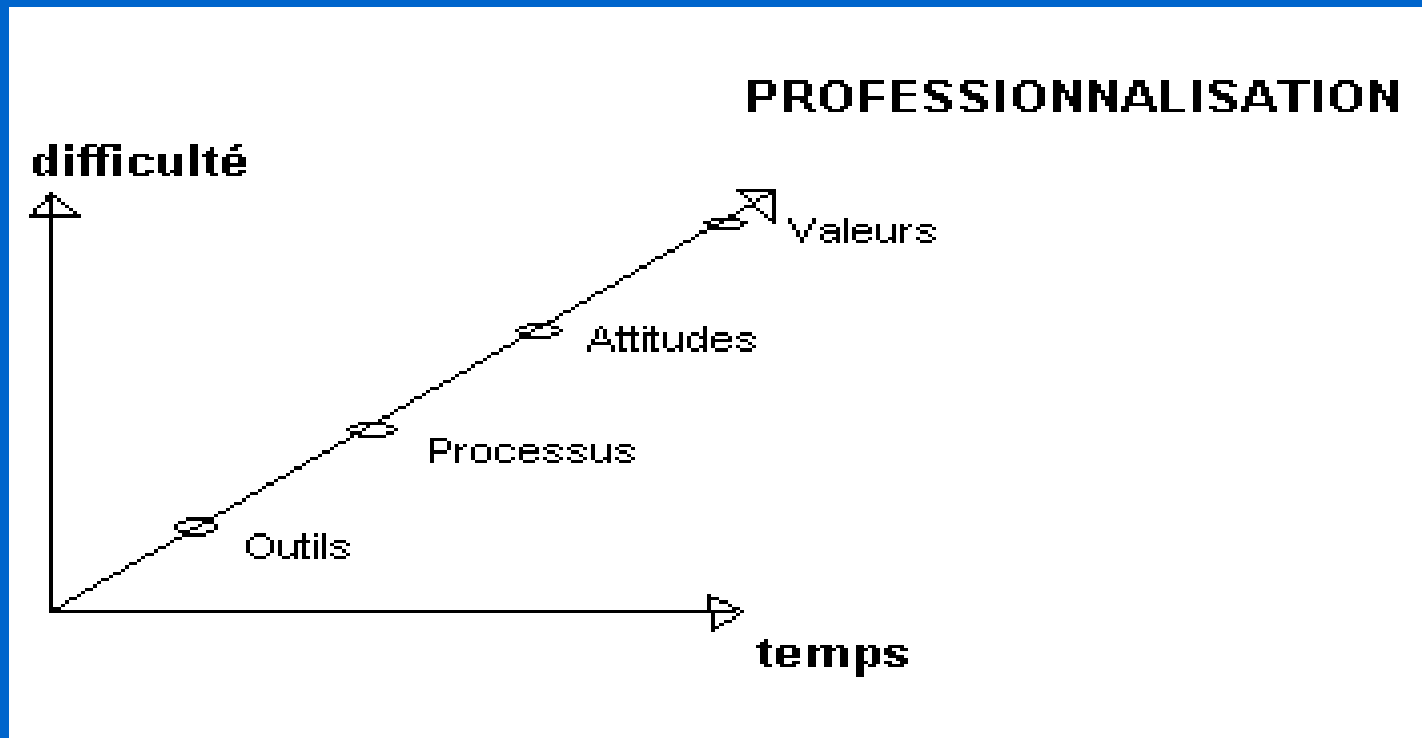 PROFESSIONNALISATION
difficulté
Valeurs
Attitudes
Processus
Outils
temps